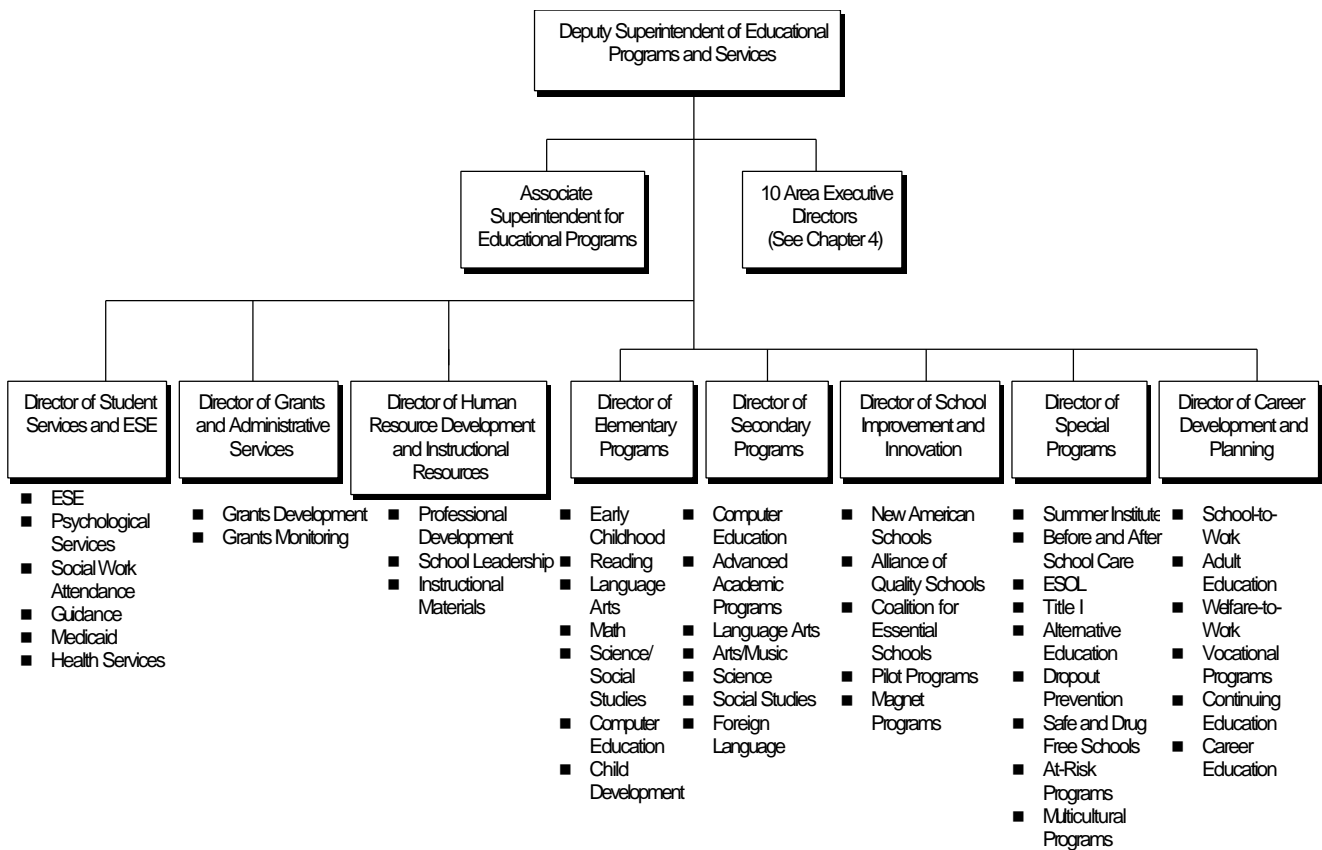 Deputy Superintendent of Educational
Programs and Services
Associate
Superintendent for
Educational Programs
10 Area Executive
Directors
(See Chapter 4)
Director of Student
Services and ESE
■ ESE
■ Psychological
Services
■ Social Work
Attendance
■ Guidance
■ Medicaid
■ Health Services
Director of Grants
and Administrative
Services
■ Grants Development
■ Grants Monitoring
Director of Human
Resource Development
and Instructional
Resources
■ Professional
Development
■ School Leadership
■ Instructional
Materials
Director of
Elementary
Programs
■ Early
Childhood
■ Reading
■ Language
Arts
■ Math
■ Science/
Social
Studies
■ Computer
Education
■ Child
Development
Director of
Secondary
Programs
■ Computer
Education
■ Advanced
Academic
Programs
■ Language Arts
■ Arts/Music
■ Science
■ Social Studies
■ Foreign
Language
Director of School
Improvement and
Innovation
■ New American
Schools
■ Alliance of
Quality Schools
■ Coalition for
Essential
Schools
■ Pilot Programs
■ Magnet
Programs
Director of
Special
Programs
■ Summer Institute
■ Before and After
School Care
■ ESOL
■ Title I
■ Alternative
Education
■ Dropout
Prevention
■ Safe and Drug
Free Schools
■ At-Risk
Programs
■ Multicultural
Programs
Director of Career
Development and
Planning
■ School-to-
Work
■ Adult
Education
■ Welfare-to-
Work
■ Vocational
Programs
■ Continuing
Education
■ Career
Education